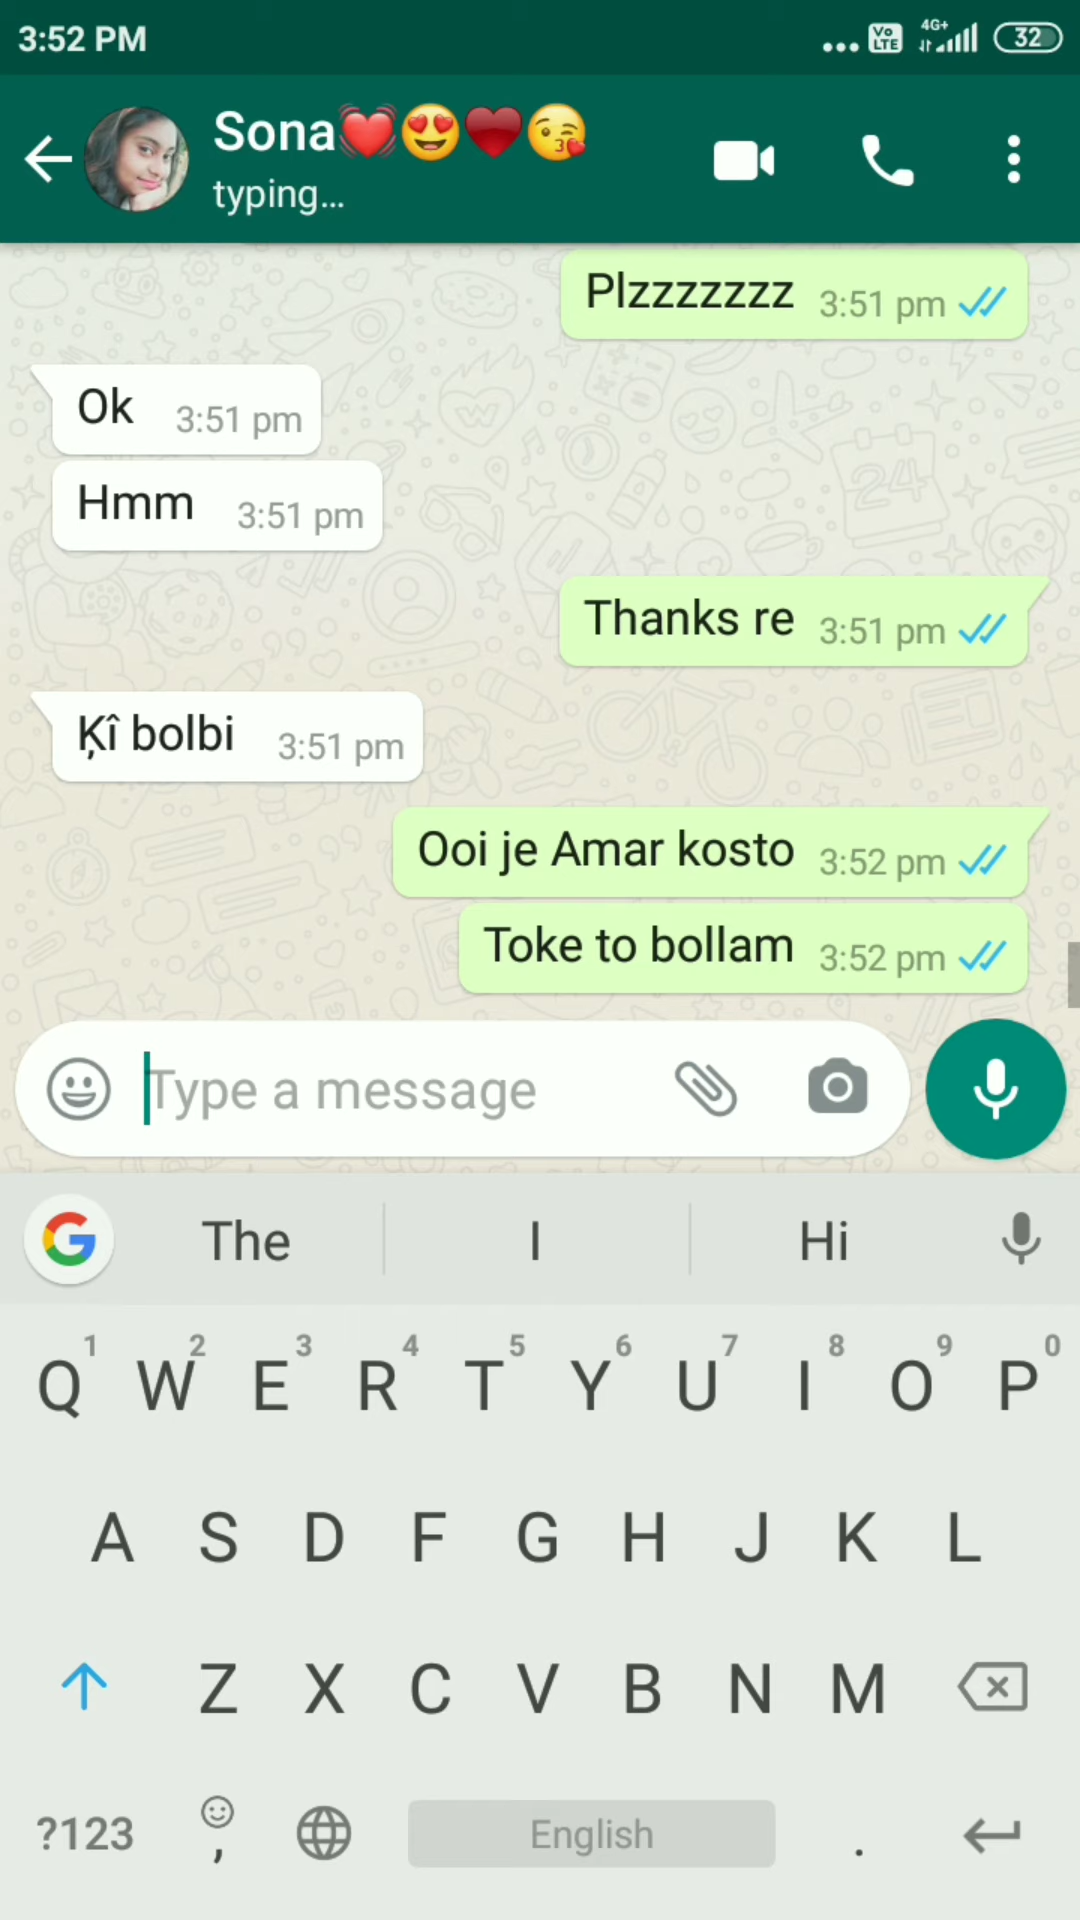 3:52 PM
Vo LTE 4G+ 32
Sona💓😍♥️😘
typing...
Plzzzzzzz 3:51 pm
Ok 3:51 pm
Hmm 3:51 pm
Thanks re 3:51 pm
Ķî bolbi 3:51 pm
Ooi je Amar kosto 3:52 pm
Toke to bollam 3:52 pm
Type a message
G The I Hi
1 2 3 4 5 6 7 8 9 0
Q W E R T Y U I O P
A S D F G H J K L
Z X C V B N M
?123 , English .